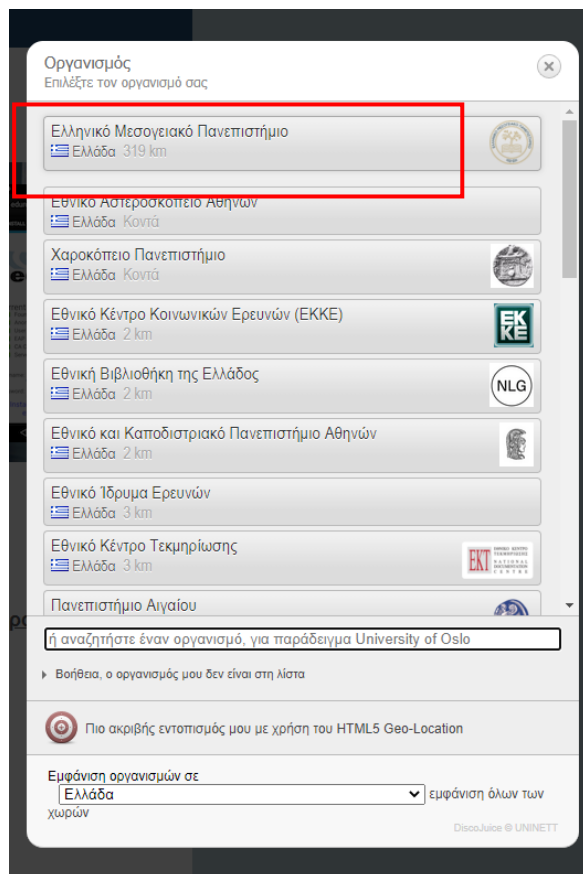 Οργανισμός
Επιλέξτε τον οργανισμό σας
Ελληνικό Μεσογειακό Πανεπιστήμιο
Ελλάδα 319 km
Εθνικό Αστεροσκοπείο Αθηνών
Ελλάδα Κοντά
Χαροκόπειο Πανεπιστήμιο
Ελλάδα Κοντά
Εθνικό Κέντρο Κοινωνικών Ερευνών (ΕΚΚΕ)
Ελλάδα 2 km
ΕΚ
ΚΕ
Εθνική Βιβλιοθήκη της Ελλάδος
Ελλάδα 2 km
NLG
Εθνικό και Καποδιστριακό Πανεπιστήμιο Αθηνών
Ελλάδα 2 km
Εθνικό Ίδρυμα Ερευνών
Ελλάδα 3 km
Εθνικό Κέντρο Τεκμηρίωσης
Ελλάδα 3 km
ΕΚΤ
Πανεπιστήμιο Αιγαίου
ή αναζητήστε έναν οργανισμό, για παράδειγμα University of Oslo
Βοήθεια, ο οργανισμός μου δεν είναι στη λίστα
Πιο ακριβής εντοπισμός μου με χρήση του HTML5 Geo-Location
Εμφάνιση οργανισμών σε
Ελλάδα εμφάνιση όλων των
χωρών
DiscoJuice © UNINETT